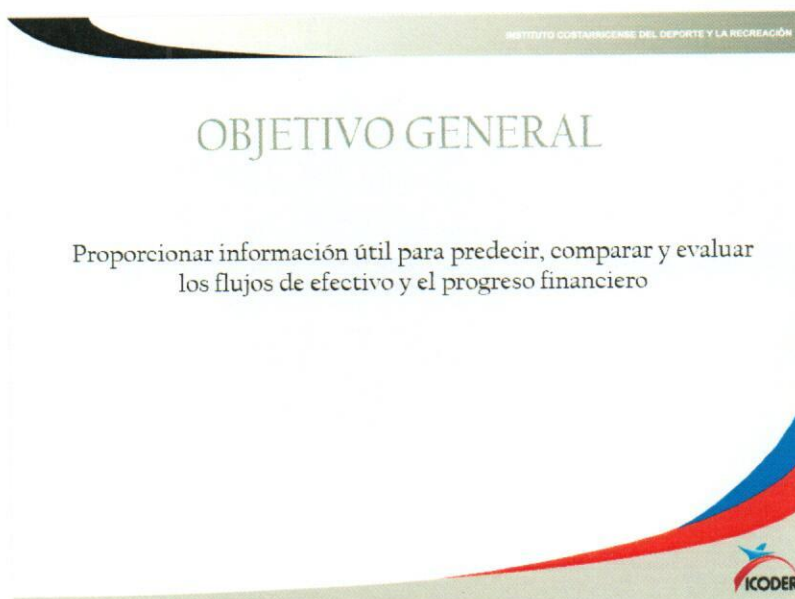 INSTITUTO COSTARRICENSE DEL DEPORTE Y LA RECREACIÓN
OBJETIVO GENERAL
Proporcionar información útil para predecir, comparar y evaluar
los flujos de efectivo y el progreso financiero
ICODER